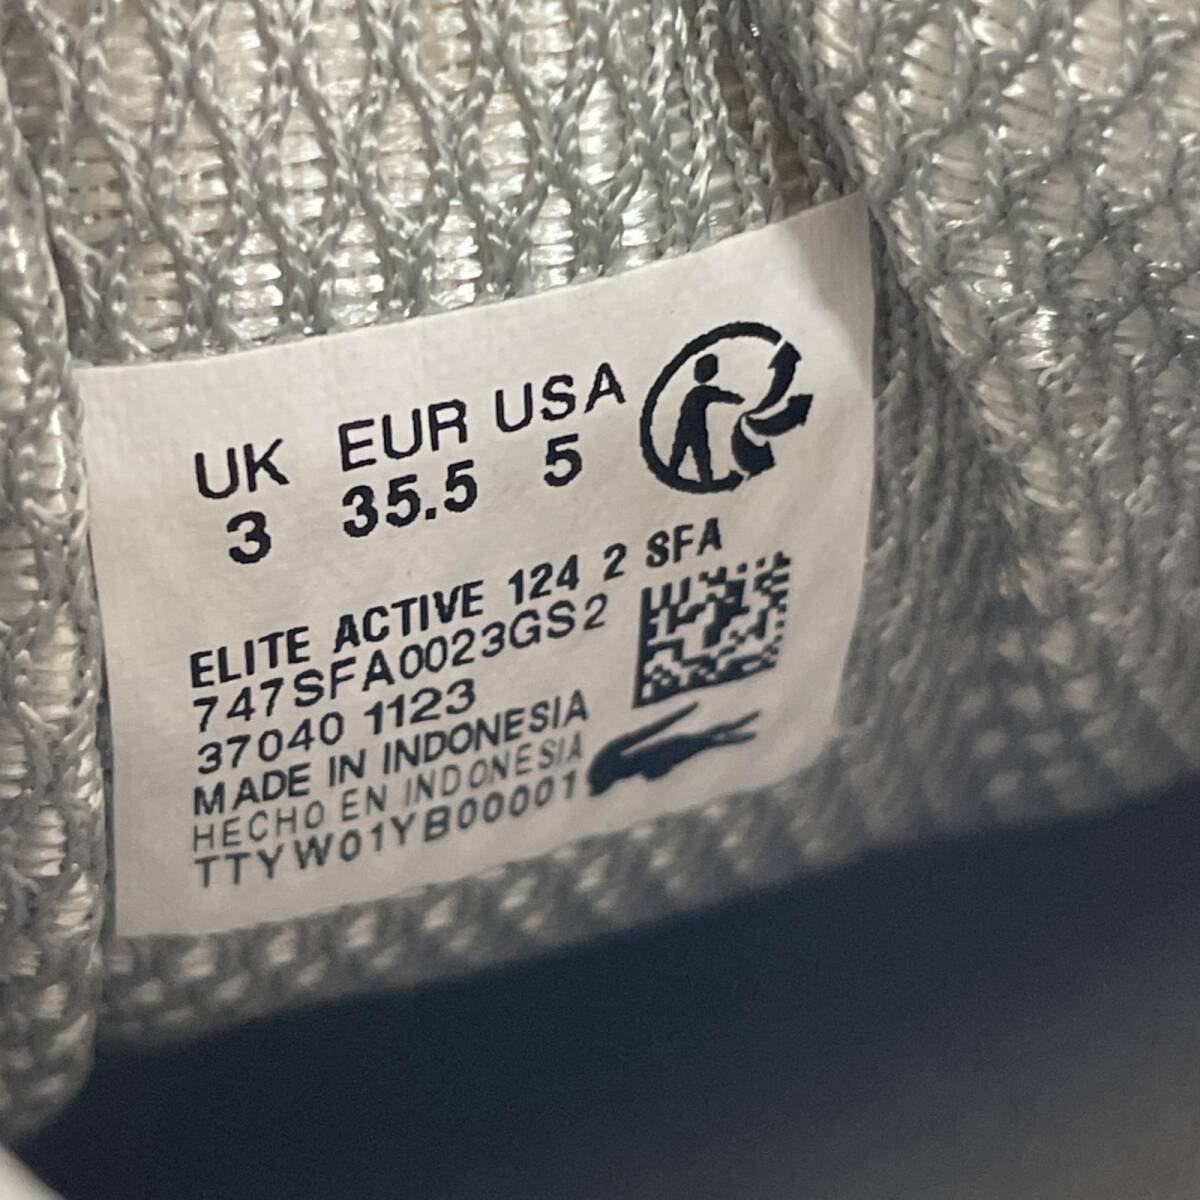 UK EUR USA
3 35.5 5
ELITE ACTIVE 124 2 SFA
747SFA0023GS2
37040 1123
MADE IN INDONESIA
HECHO EN INDONESIA
TTYW01YB00001